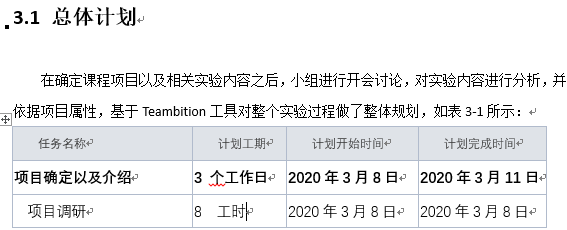 3.1 总体计划
在确定课程项目以及相关实验内容之后，小组进行开会讨论，对实验内容进行分析，并
依据项目属性，基于 Teambition 工具对整个实验过程做了整体规划，如表 3-1 所示：
任务名称 计划工期 计划开始时间 计划完成时间
项目确定以及介绍 3 个工作日 2020 年 3 月 8 日 2020 年 3 月 11 日
项目调研 8 工时 2020 年 3 月 8 日 2020 年 3 月 8 日